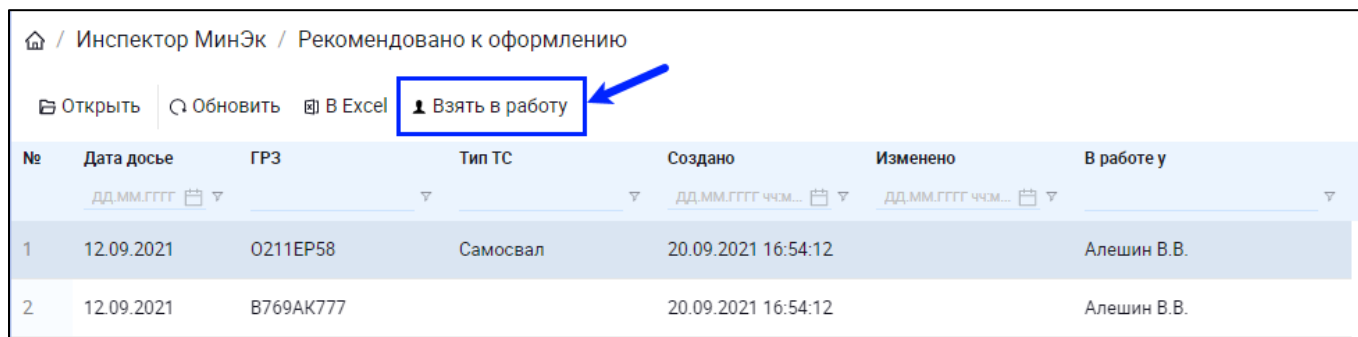 / Инспектор МинЭк / Рекомендовано к оформлению
Открыть Обновить В Excel Взять в работу
№ Дата досье ГРЗ Тип ТС Создано Изменено В работе у
ДД.ММ.ГГГГ ДД.ММ.ГГГГ чч:м... ДД.ММ.ГГГГ чч:м...
1 12.09.2021 О211ЕР58 Самосвал 20.09.2021 16:54:12 Алешин В.В.
2 12.09.2021 В769АК777 20.09.2021 16:54:12 Алешин В.В.